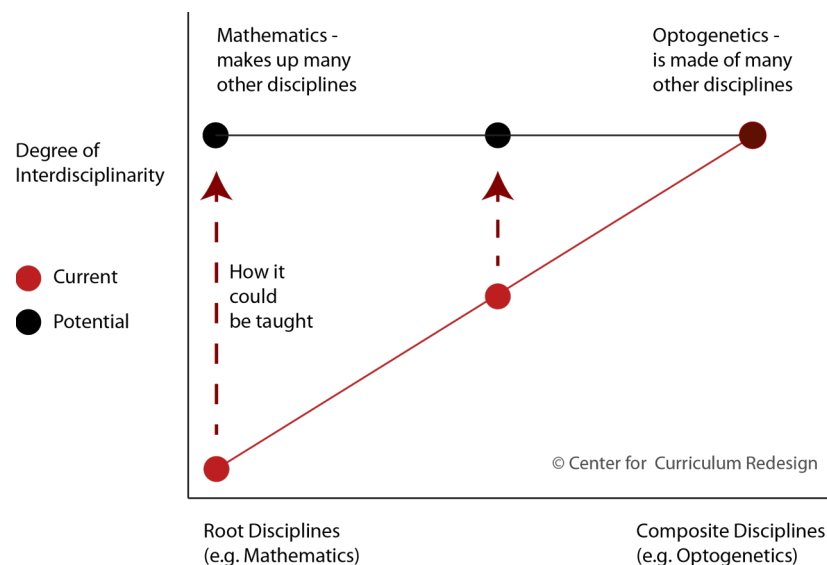 Mathematics -
makes up many
other disciplines
Optogenetics -
is made of many
other disciplines
Degree of
Interdisciplinarity
Current
Potential
How it
could
be taught
© Center for Curriculum Redesign
Root Disciplines
(e.g. Mathematics)
Composite Disciplines
(e.g. Optogenetics)